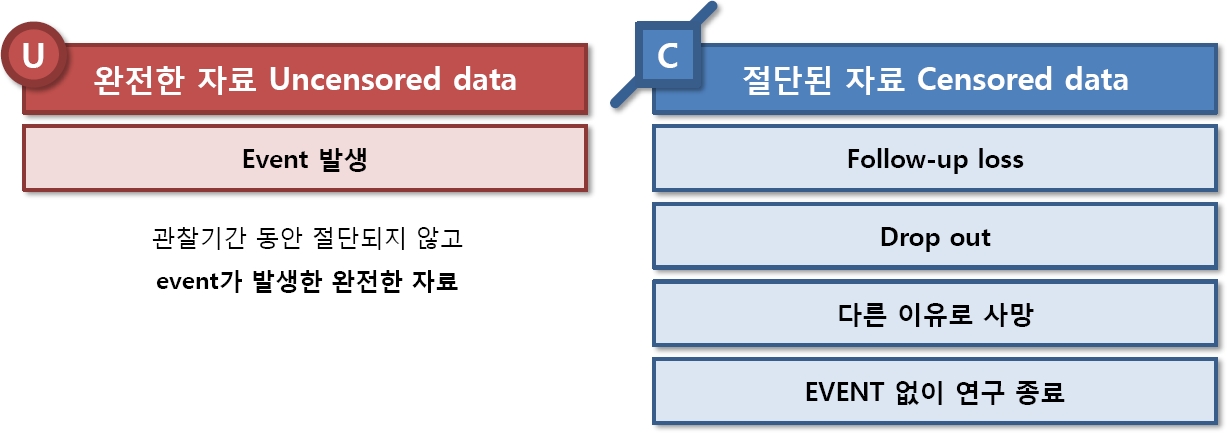 U
완전한 자료 Uncensored data
Event 발생
관찰기간 동안 절단되지 않고
event가 발생한 완전한 자료
C
절단된 자료 Censored data
Follow-up loss
Drop out
다른 이유로 사망
EVENT 없이 연구 종료